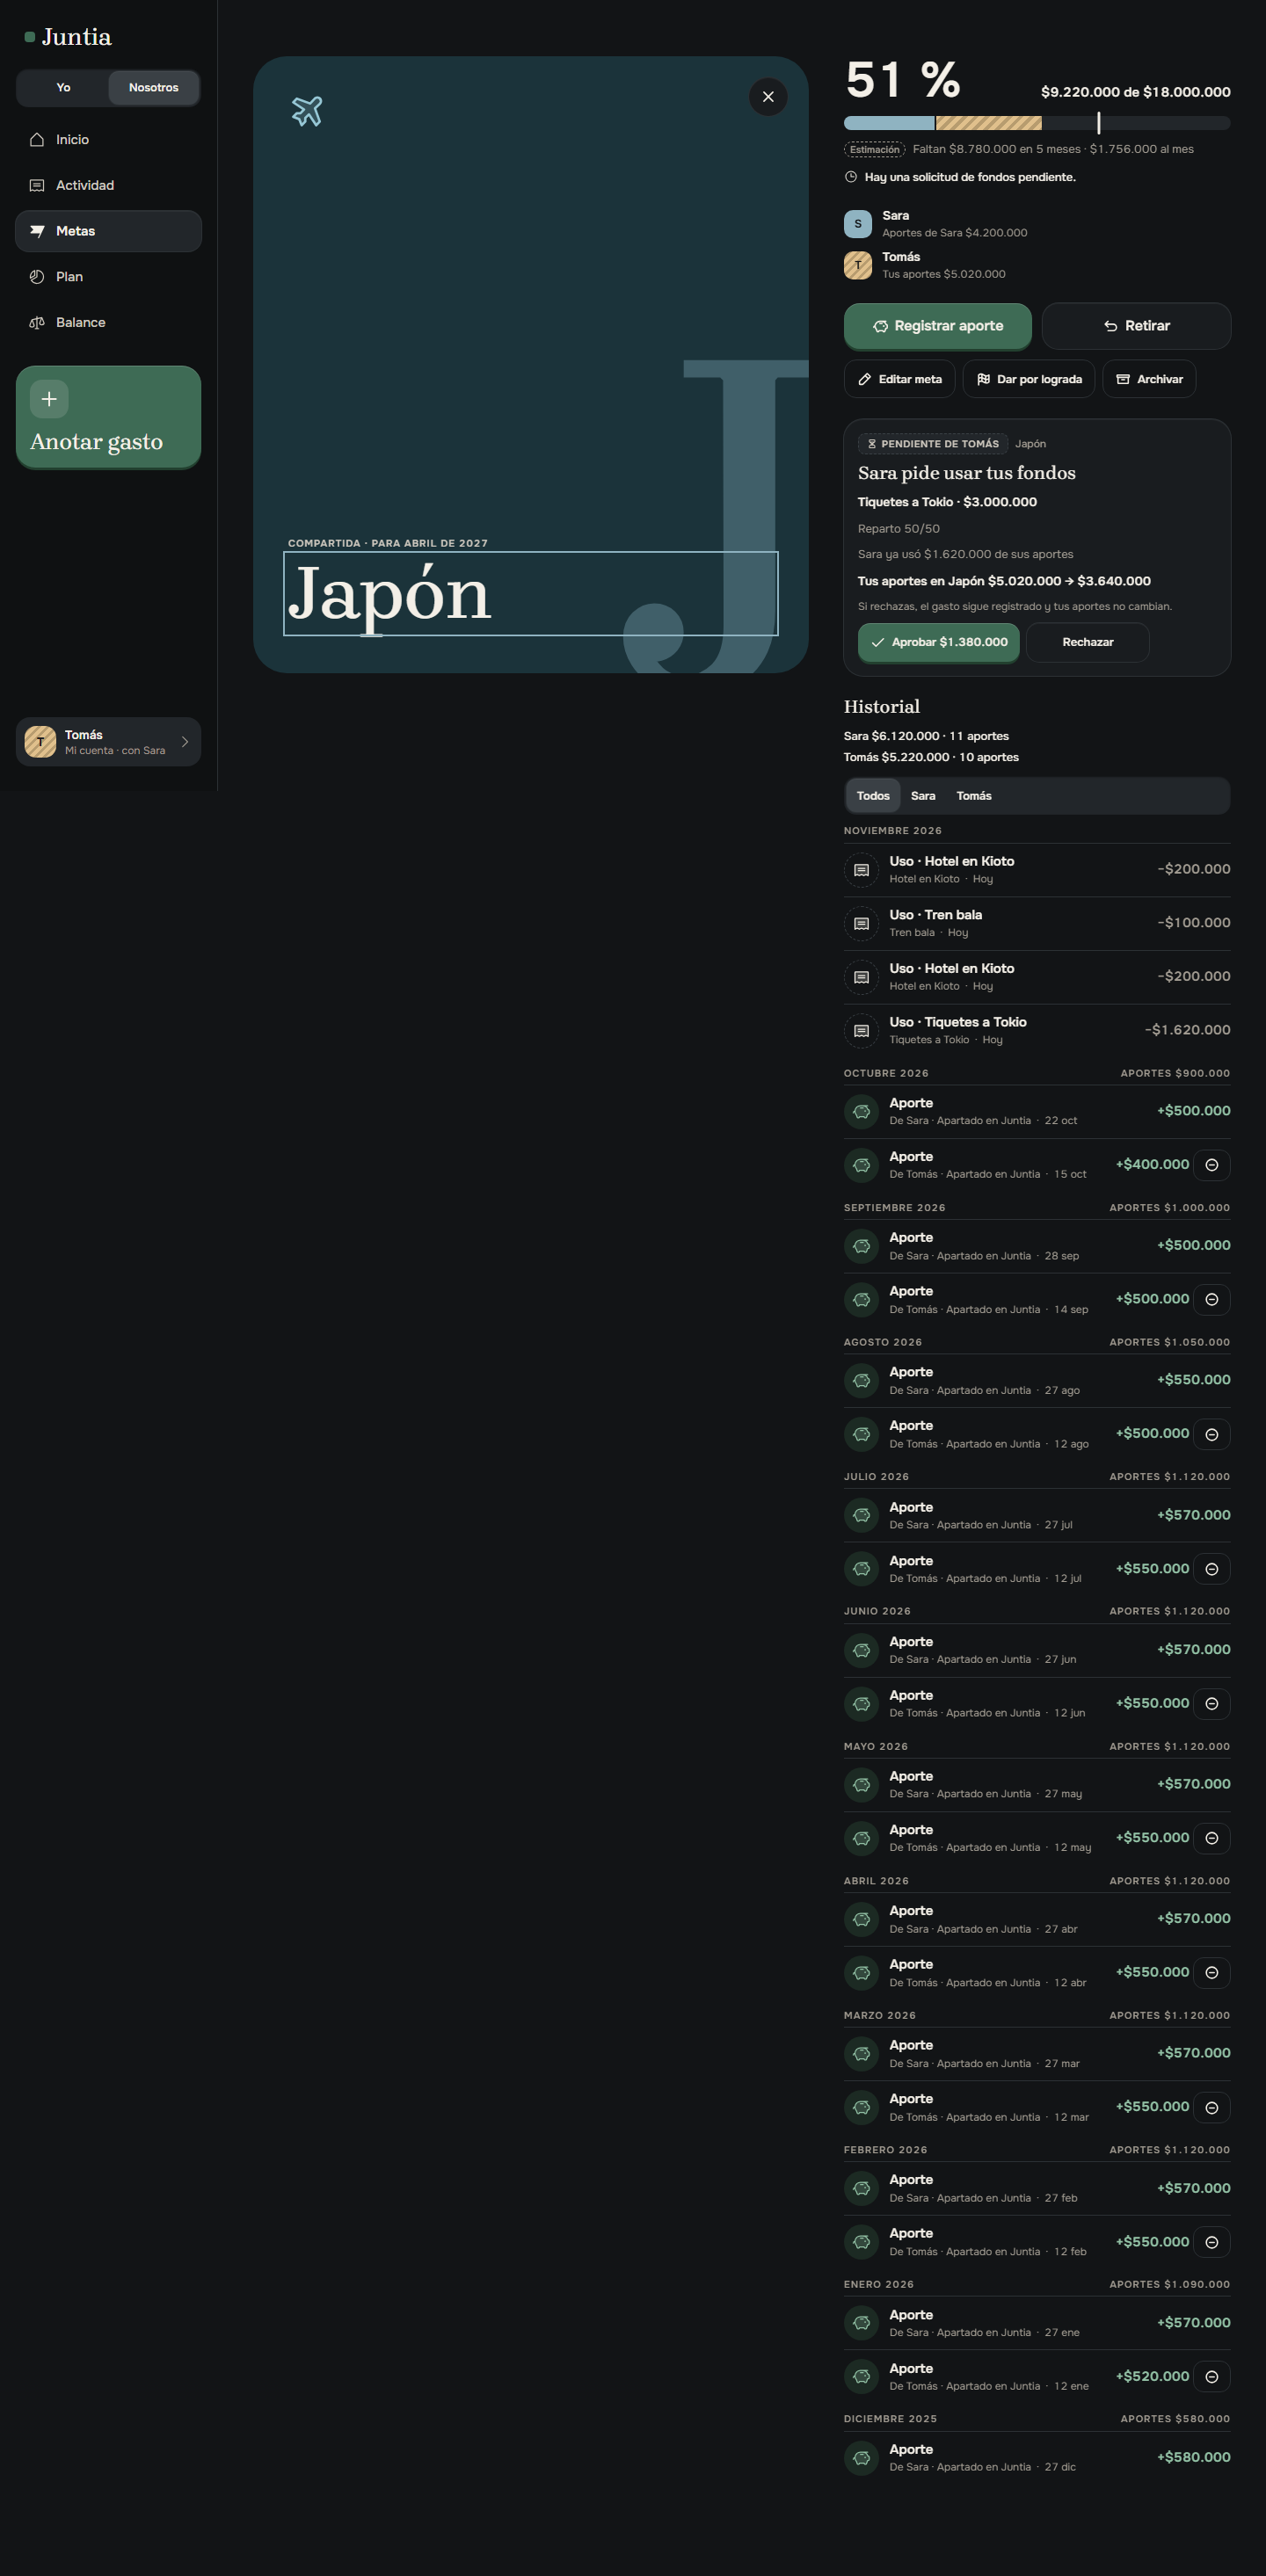 Juntia
Yo
Nosotros
Inicio
Actividad
Metas
Plan
Balance
Anotar gasto
Tomás
Mi cuenta · con Sara
T
COMPARTIDA · PARA ABRIL DE 2027
Japón
J
51 %
$9.220.000 de $18.000.000
Estimación Faltan $8.780.000 en 5 meses · $1.756.000 al mes
Hay una solicitud de fondos pendiente.
S
Sara
Aportes de Sara $4.200.000
T
Tomás
Tus aportes $5.020.000
Registrar aporte
Retirar
Editar meta
Dar por lograda
Archivar
PENDIENTE DE TOMÁS Japón
Sara pide usar tus fondos
Tiquetes a Tokio · $3.000.000
Reparto 50/50
Sara ya usó $1.620.000 de sus aportes
Tus aportes en Japón $5.020.000 → $3.640.000
Si rechazas, el gasto sigue registrado y tus aportes no cambian.
Aprobar $1.380.000
Rechazar
Historial
Sara $6.120.000 · 11 aportes
Tomás $5.220.000 · 10 aportes
Todos Sara Tomás
NOVIEMBRE 2026
Uso · Hotel en Kioto
Hotel en Kioto · Hoy
−$200.000
Uso · Tren bala
Tren bala · Hoy
−$100.000
Uso · Hotel en Kioto
Hotel en Kioto · Hoy
−$200.000
Uso · Tiquetes a Tokio
Tiquetes a Tokio · Hoy
−$1.620.000
OCTUBRE 2026 APORTES $900.000
Aporte
De Sara · Apartado en Juntia · 22 oct
+$500.000
Aporte
De Tomás · Apartado en Juntia · 15 oct
+$400.000
SEPTIEMBRE 2026 APORTES $1.000.000
Aporte
De Sara · Apartado en Juntia · 28 sep
+$500.000
Aporte
De Tomás · Apartado en Juntia · 14 sep
+$500.000
AGOSTO 2026 APORTES $1.050.000
Aporte
De Sara · Apartado en Juntia · 27 ago
+$550.000
Aporte
De Tomás · Apartado en Juntia · 12 ago
+$500.000
JULIO 2026 APORTES $1.120.000
Aporte
De Sara · Apartado en Juntia · 27 jul
+$570.000
Aporte
De Tomás · Apartado en Juntia · 12 jul
+$550.000
JUNIO 2026 APORTES $1.120.000
Aporte
De Sara · Apartado en Juntia · 27 jun
+$570.000
Aporte
De Tomás · Apartado en Juntia · 12 jun
+$550.000
MAYO 2026 APORTES $1.120.000
Aporte
De Sara · Apartado en Juntia · 27 may
+$570.000
Aporte
De Tomás · Apartado en Juntia · 12 may
+$550.000
ABRIL 2026 APORTES $1.120.000
Aporte
De Sara · Apartado en Juntia · 27 abr
+$570.000
Aporte
De Tomás · Apartado en Juntia · 12 abr
+$550.000
MARZO 2026 APORTES $1.120.000
Aporte
De Sara · Apartado en Juntia · 27 mar
+$570.000
Aporte
De Tomás · Apartado en Juntia · 12 mar
+$550.000
FEBRERO 2026 APORTES $1.120.000
Aporte
De Sara · Apartado en Juntia · 27 feb
+$570.000
Aporte
De Tomás · Apartado en Juntia · 12 feb
+$550.000
ENERO 2026 APORTES $1.090.000
Aporte
De Sara · Apartado en Juntia · 27 ene
+$570.000
Aporte
De Tomás · Apartado en Juntia · 12 ene
+$520.000
DICIEMBRE 2025 APORTES $580.000
Aporte
De Sara · Apartado en Juntia · 27 dic
+$580.000